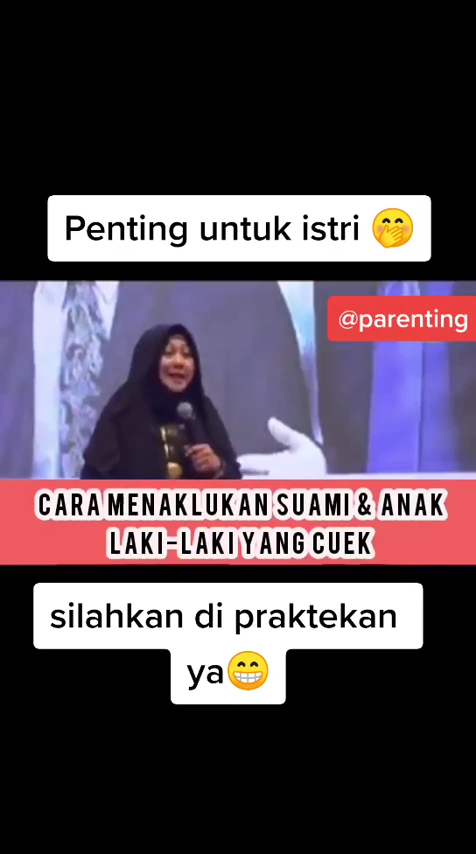 Penting untuk istri 🤭
@parenting
CARA MENAKLUKAN SUAMI & ANAK
LAKI-LAKI YANG CUEK
silahkan di praktekan
ya😁